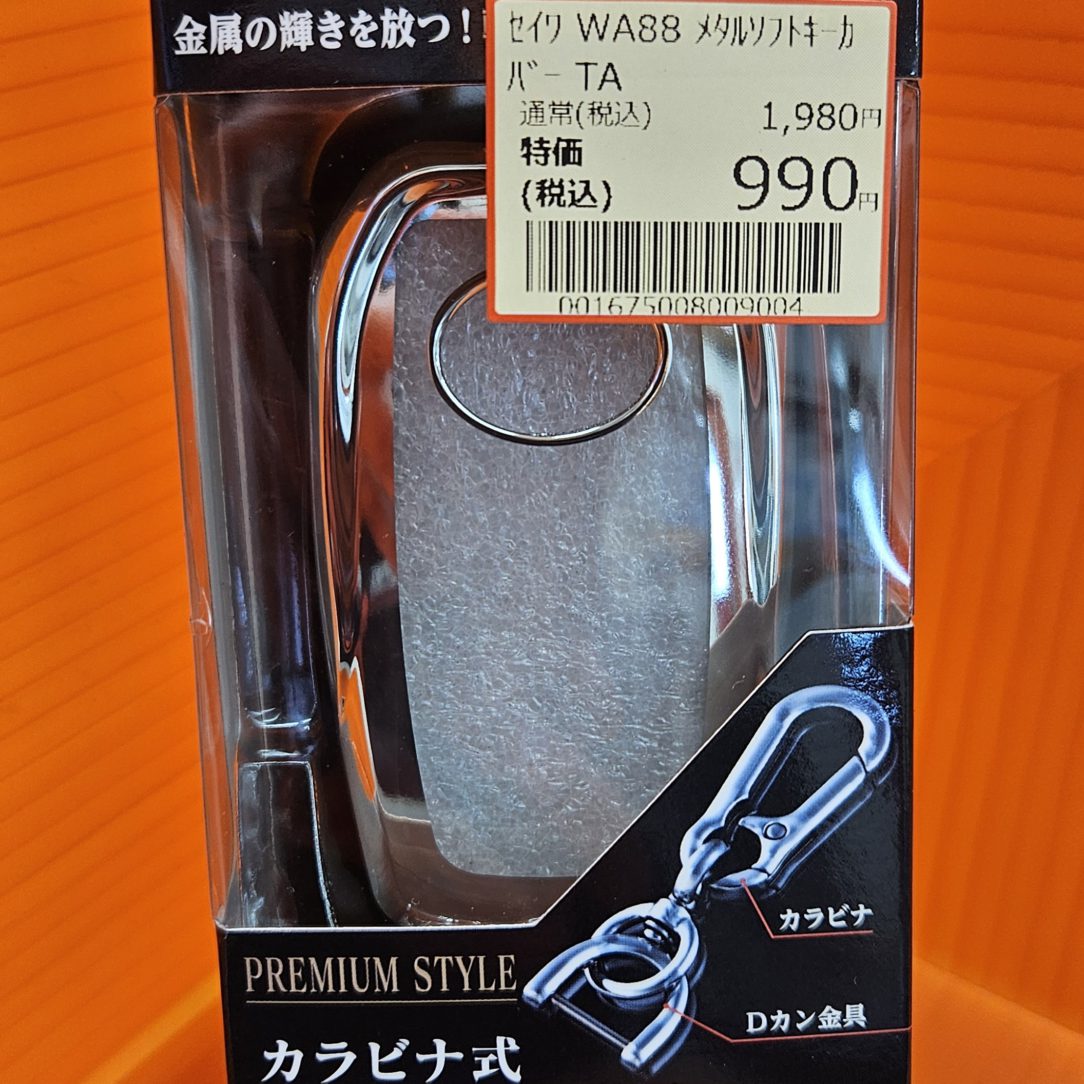 金属の輝きを放つ!
ｾｲﾜ WA88 ﾒﾀﾙｿﾌﾄｷｰｶ
ﾊﾞｰ TA
通常(税込) 1,980円
特価
(税込) 990円
001675008009004
カラビナ
Dカン金具
PREMIUM STYLE
カラビナ式